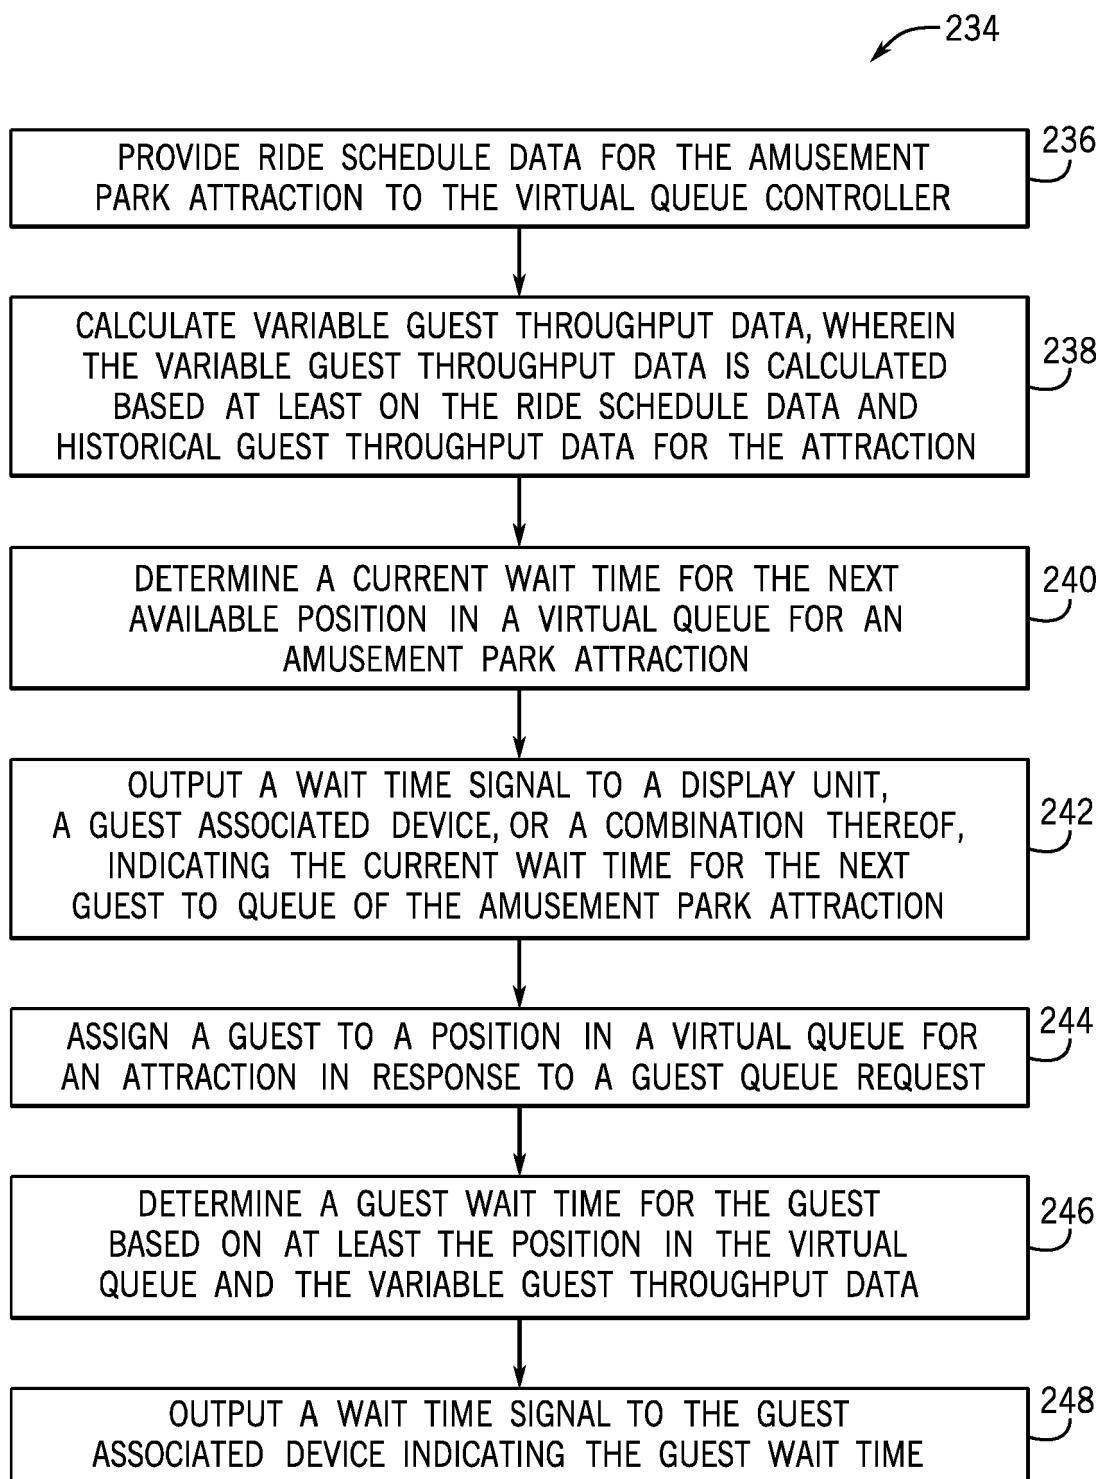 234
PROVIDE RIDE SCHEDULE DATA FOR THE AMUSEMENT
PARK ATTRACTION TO THE VIRTUAL QUEUE CONTROLLER
236
CALCULATE VARIABLE GUEST THROUGHPUT DATA, WHEREIN
THE VARIABLE GUEST THROUGHPUT DATA IS CALCULATED
BASED AT LEAST ON THE RIDE SCHEDULE DATA AND
HISTORICAL GUEST THROUGHPUT DATA FOR THE ATTRACTION
238
DETERMINE A CURRENT WAIT TIME FOR THE NEXT
AVAILABLE POSITION IN A VIRTUAL QUEUE FOR AN
AMUSEMENT PARK ATTRACTION
240
OUTPUT A WAIT TIME SIGNAL TO A DISPLAY UNIT,
A GUEST ASSOCIATED DEVICE, OR A COMBINATION THEREOF,
INDICATING THE CURRENT WAIT TIME FOR THE NEXT
GUEST TO QUEUE OF THE AMUSEMENT PARK ATTRACTION
242
ASSIGN A GUEST TO A POSITION IN A VIRTUAL QUEUE FOR
AN ATTRACTION IN RESPONSE TO A GUEST QUEUE REQUEST
244
DETERMINE A GUEST WAIT TIME FOR THE GUEST
BASED ON AT LEAST THE POSITION IN THE VIRTUAL
QUEUE AND THE VARIABLE GUEST THROUGHPUT DATA
246
OUTPUT A WAIT TIME SIGNAL TO THE GUEST
ASSOCIATED DEVICE INDICATING THE GUEST WAIT TIME
248